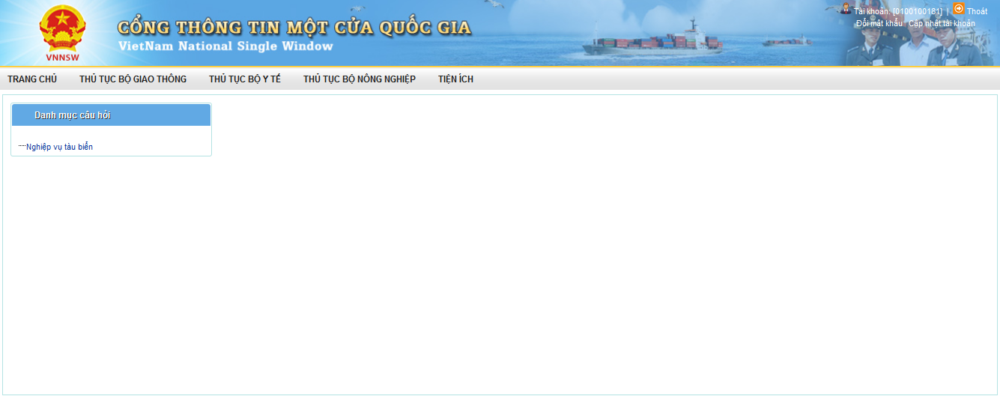 VNNSW
CỔNG THÔNG TIN MỘT CỬA QUỐC GIA
VietNam National Single Window
Tài khoản: [0100100181] | Thoát
Đổi mật khẩu Cập nhật tài khoản
TRANG CHỦ THỦ TỤC BỘ GIAO THÔNG THỦ TỤC BỘ Y TẾ THỦ TỤC BỘ NÔNG NGHIỆP TIỆN ÍCH
Danh mục câu hỏi
Nghiệp vụ tàu biển